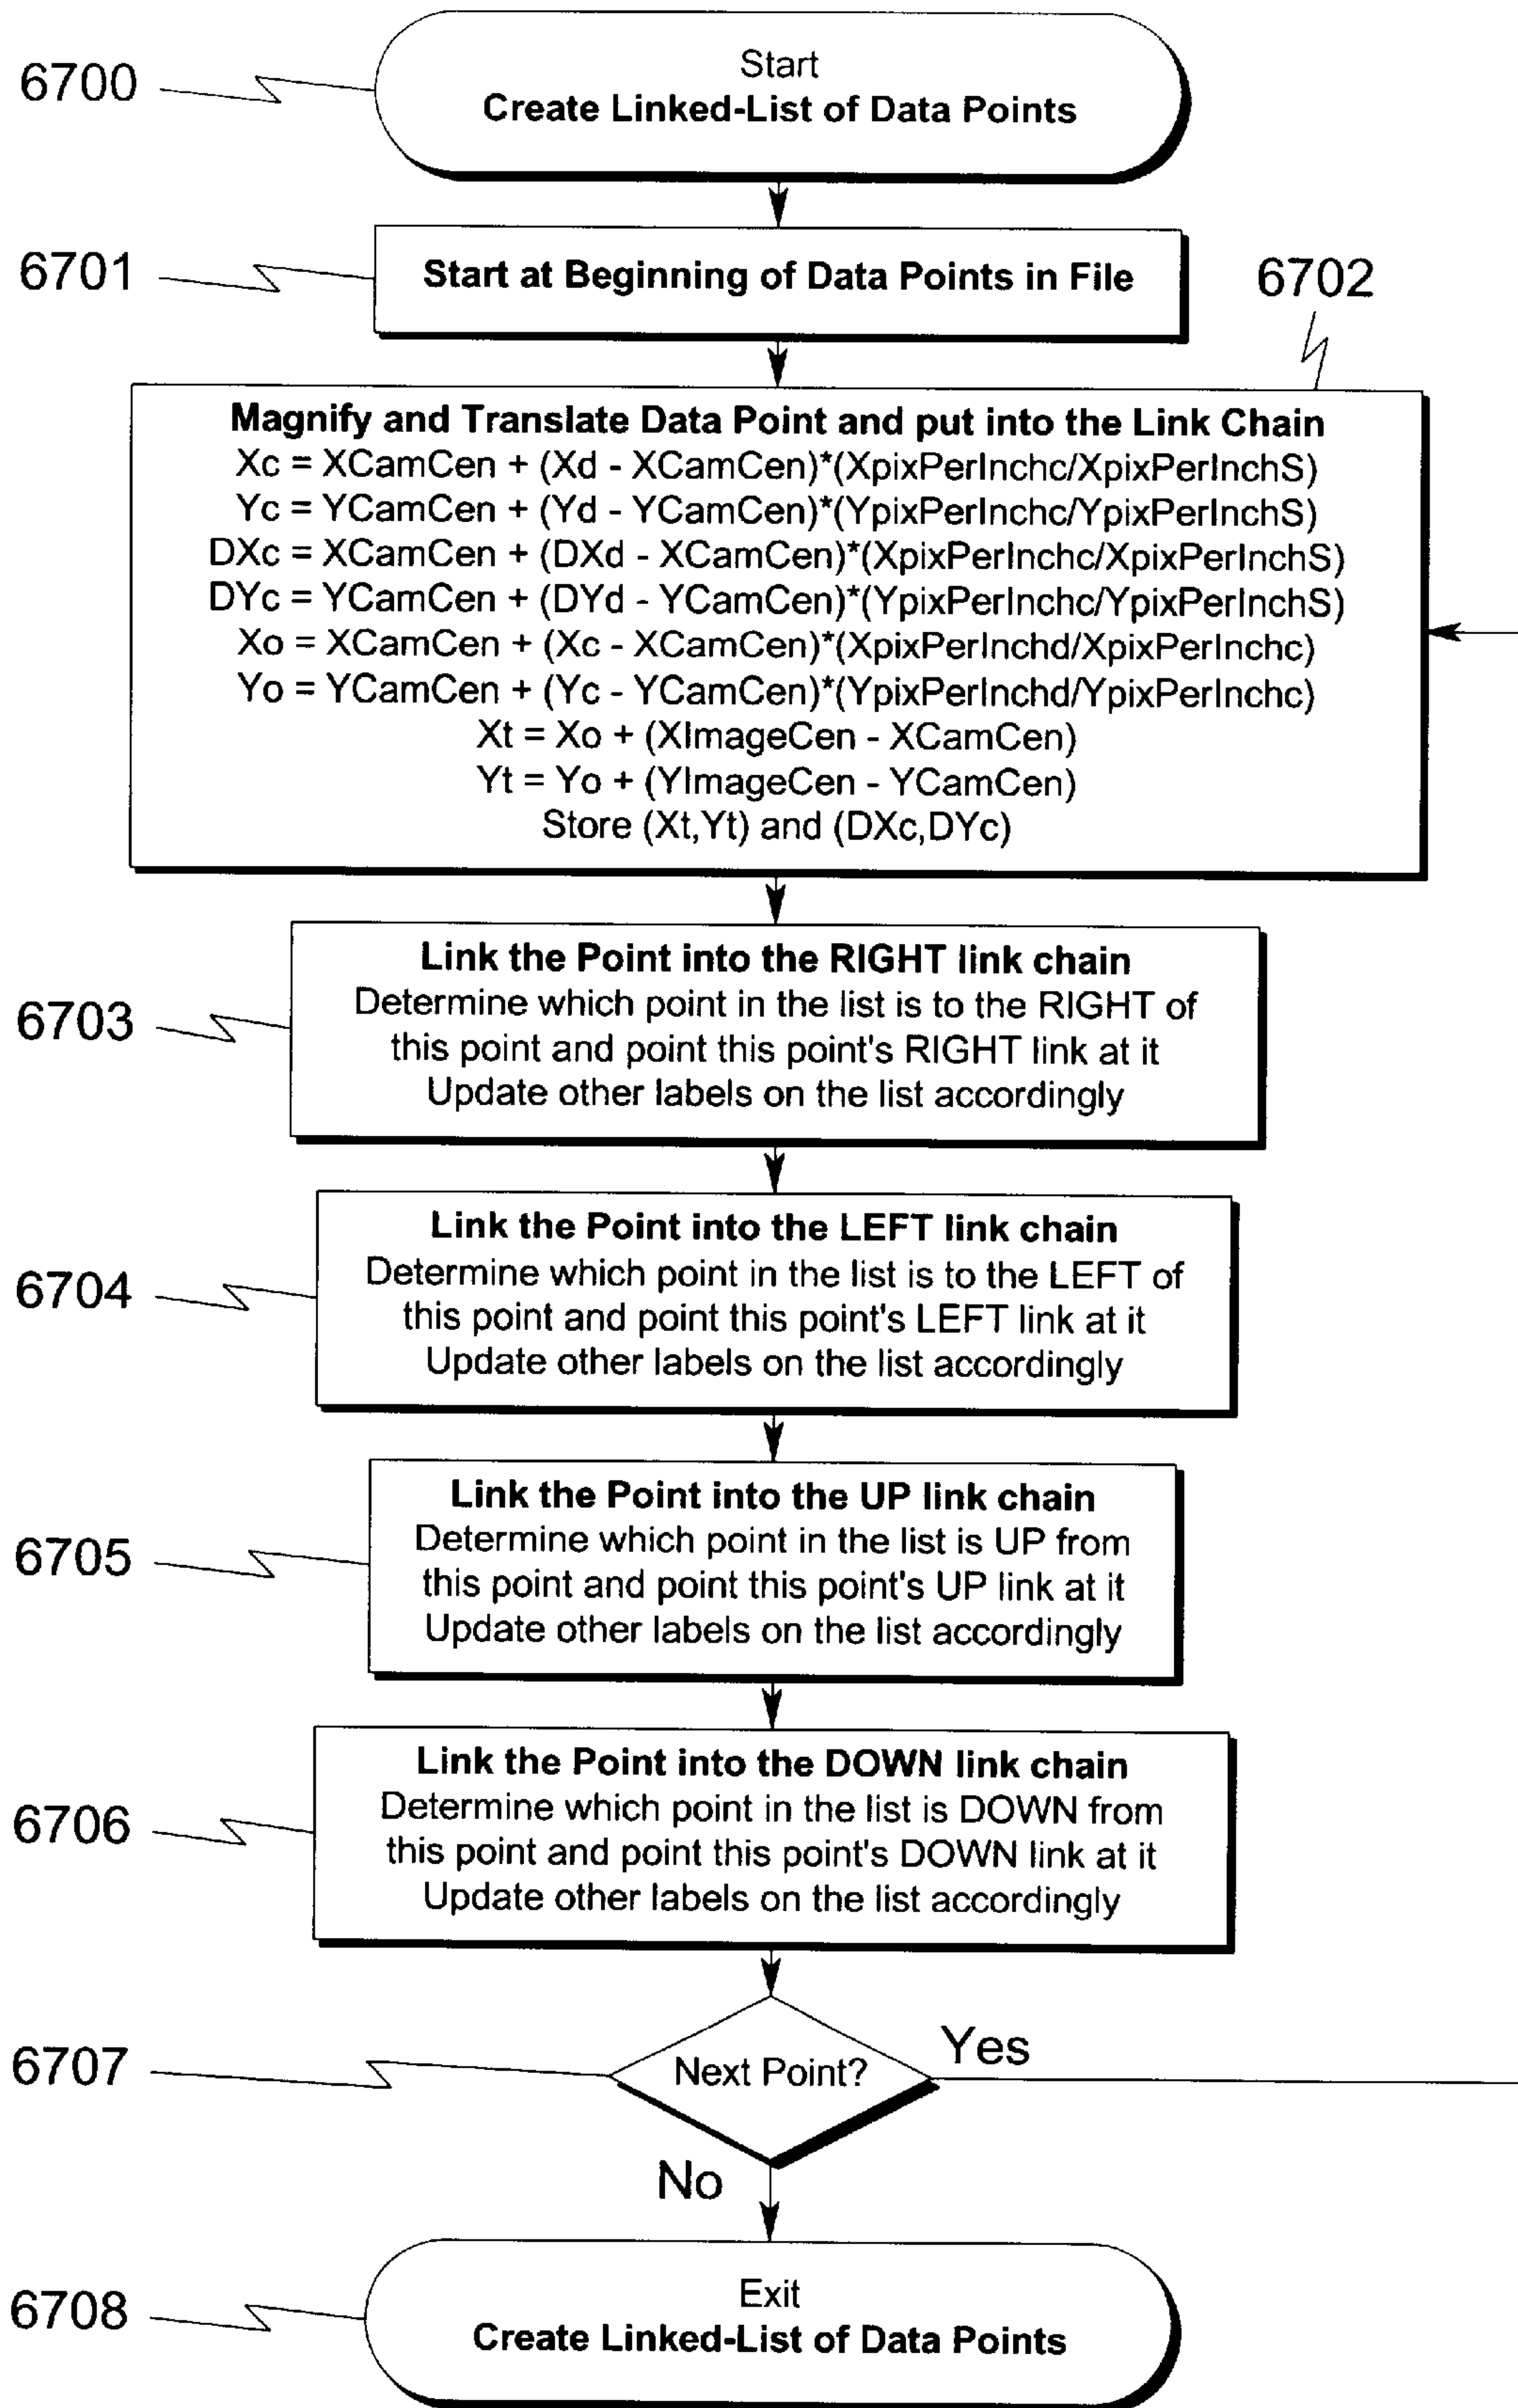 6700
Start
Create Linked-List of Data Points
6701
Start at Beginning of Data Points in File
6702
Magnify and Translate Data Point and put into the Link Chain
Xc = XCamCen + (Xd - XCamCen)*(XpixPerInchc/XpixPerInchS)
Yc = YCamCen + (Yd - YCamCen)*(YpixPerInchc/YpixPerInchS)
DXc = XCamCen + (DXd - XCamCen)*(XpixPerInchc/XpixPerInchS)
DYc = YCamCen + (DYd - YCamCen)*(YpixPerInchc/YpixPerInchS)
Xo = XCamCen + (Xc - XCamCen)*(XpixPerInchd/XpixPerInchc)
Yo = YCamCen + (Yc - YCamCen)*(YpixPerInchd/YpixPerInchc)
Xt = Xo + (XImageCen - XCamCen)
Yt = Yo + (YImageCen - YCamCen)
Store (Xt,Yt) and (DXc,DYc)
6703
Link the Point into the RIGHT link chain
Determine which point in the list is to the RIGHT of
this point and point this point's RIGHT link at it
Update other labels on the list accordingly
6704
Link the Point into the LEFT link chain
Determine which point in the list is to the LEFT of
this point and point this point's LEFT link at it
Update other labels on the list accordingly
6705
Link the Point into the UP link chain
Determine which point in the list is UP from
this point and point this point's UP link at it
Update other labels on the list accordingly
6706
Link the Point into the DOWN link chain
Determine which point in the list is DOWN from
this point and point this point's DOWN link at it
Update other labels on the list accordingly
6707
Next Point?
Yes
No
6708
Exit
Create Linked-List of Data Points